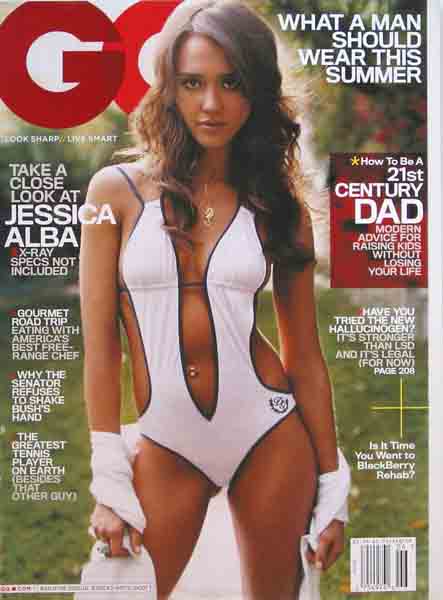 GQ
LOOK SHARP // LIVE SMART
WHAT A MAN
SHOULD
WEAR THIS
SUMMER
TAKE A
CLOSE
LOOK AT
JESSICA
ALBA
*X-RAY
SPECS NOT
INCLUDED
*GOURMET
ROAD TRIP
EATING WITH
AMERICA'S
BEST FREE-
RANGE CHEF
*WHY THE
SENATOR
REFUSES
TO SHAKE
BUSH'S
HAND
*THE
GREATEST
TENNIS
PLAYER
ON EARTH
(BESIDES
THAT
OTHER GUY)
*How To Be A
21st
CENTURY
DAD
MODERN
ADVICE FOR
RAISING KIDS
WITHOUT
LOSING
YOUR LIFE
*HAVE YOU
TRIED THE NEW
HALLUCINOGEN?
IT'S STRONGER
THAN LSD
AND IT'S LEGAL
(FOR NOW)
PAGE 208
Is It Time
You Went to
BlackBerry
Rehab?